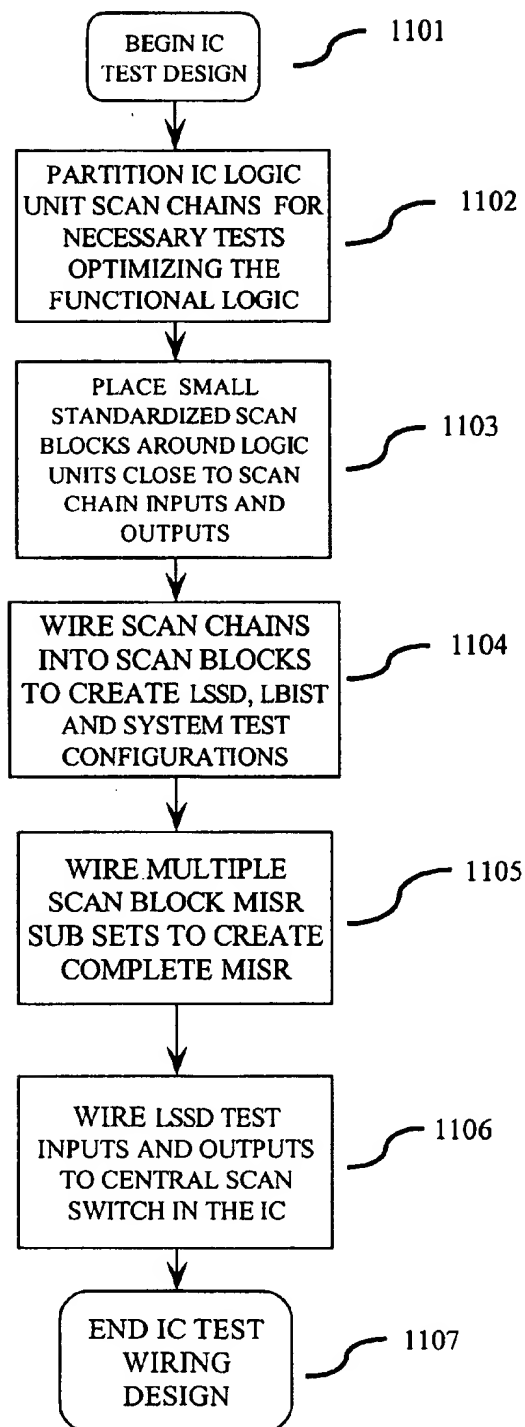 BEGIN IC
TEST DESIGN
1101
PARTITION IC LOGIC
UNIT SCAN CHAINS FOR
NECESSARY TESTS
OPTIMIZING THE
FUNCTIONAL LOGIC
1102
PLACE SMALL
STANDARDIZED SCAN
BLOCKS AROUND LOGIC
UNITS CLOSE TO SCAN
CHAIN INPUTS AND
OUTPUTS
1103
WIRE SCAN CHAINS
INTO SCAN BLOCKS
TO CREATE LSSD, LBIST
AND SYSTEM TEST
CONFIGURATIONS
1104
WIRE MULTIPLE
SCAN BLOCK MISR
SUB SETS TO CREATE
COMPLETE MISR
1105
WIRE LSSD TEST
INPUTS AND OUTPUTS
TO CENTRAL SCAN
SWITCH IN THE IC
1106
END IC TEST
WIRING
DESIGN
1107